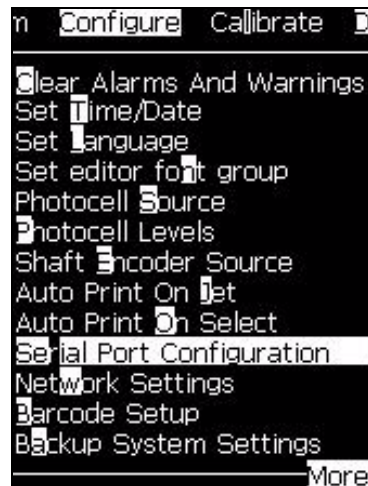 m Configure Calibrate D
Clear Alarms And Warnings
Set Time/Date
Set Language
Set editor font group
Photocell Source
Photocell Levels
Shaft Encoder Source
Auto Print On Jet
Auto Print On Select
Serial Port Configuration
Network Settings
Barcode Setup
Backup System Settings
More